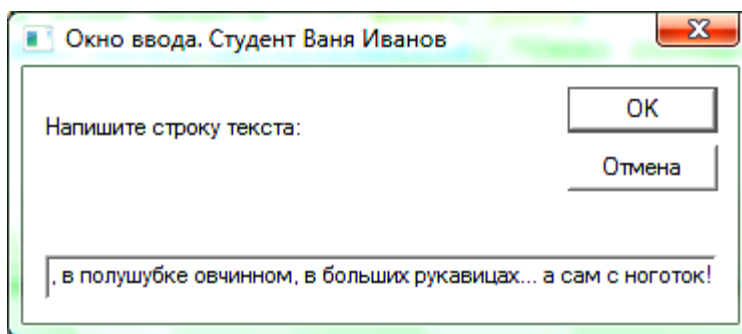 Окно ввода. Студент Ваня Иванов
Напишите строку текста:
OK
Отмена
, в полушубке овчинном, в больших рукавицах... а сам с ноготок!